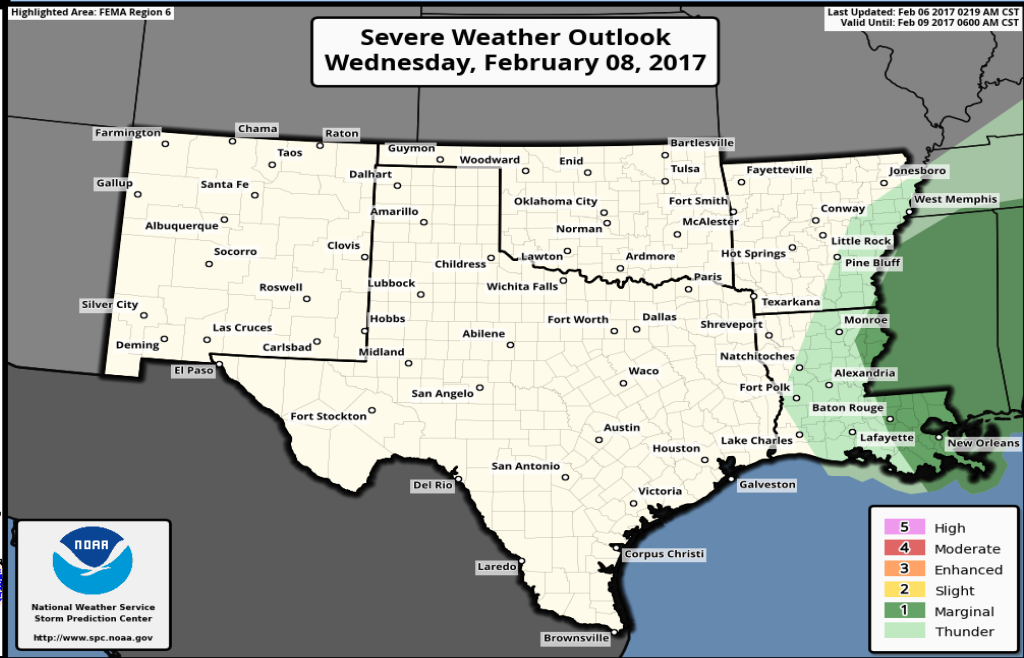 Highlighted Area: FEMA Region 6
Last Updated: Feb 06 2017 0219 AM CST
Valid Until: Feb 09 2017 0600 AM CST
Severe Weather Outlook
Wednesday, February 08, 2017
Farmington
Chama
Raton
Taos
Guymon
Woodward
Enid
Bartlesville
Tulsa
Fayetteville
Jonesboro
Gallup
Santa Fe
Dalhart
Amarillo
Oklahoma City
Norman
Fort Smith
McAlester
Conway
West Memphis
Albuquerque
Socorro
Clovis
Childress
Lawton
Ardmore
Hot Springs
Little Rock
Pine Bluff
Roswell
Lubbock
Wichita Falls
Paris
Texarkana
Silver City
Deming
Las Cruces
Carlsbad
Hobbs
Midland
Abilene
Fort Worth
Dallas
Shreveport
Monroe
El Paso
San Angelo
Waco
Natchitoches
Alexandria
Fort Polk
Fort Stockton
Austin
Houston
Lake Charles
Baton Rouge
Lafayette
New Orleans
Del Rio
San Antonio
Victoria
Galveston
Laredo
Corpus Christi
Brownsville
NOAA
National Weather Service
Storm Prediction Center
http://www.spc.noaa.gov
5 High
4 Moderate
3 Enhanced
2 Slight
1 Marginal
Thunder